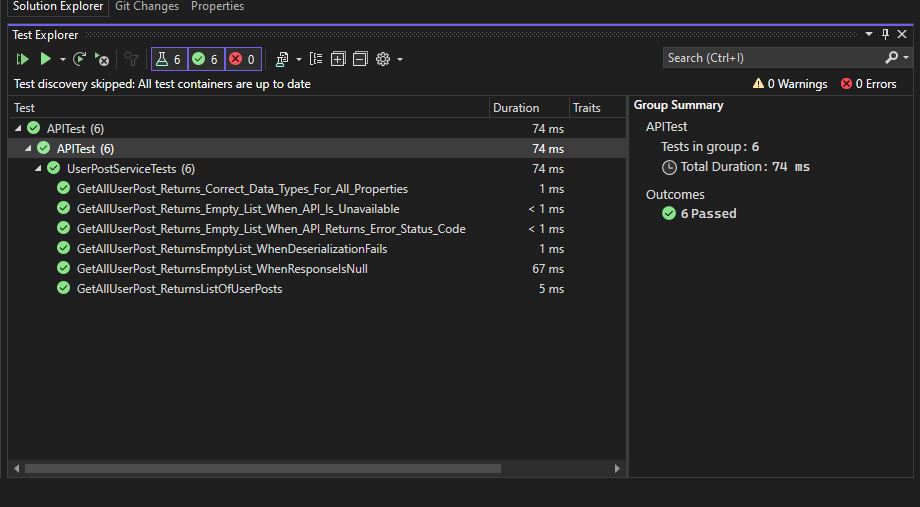 Solution Explorer Git Changes Properties
Test Explorer
6 6 0 Search (Ctrl+I)
Test discovery skipped: All test containers are up to date 0 Warnings 0 Errors
Test Duration Traits Group Summary
APITest (6) 74 ms APITest
APITest (6) 74 ms Tests in group: 6
UserPostServiceTests (6) 74 ms Total Duration: 74 ms
GetAllUserPost_Returns_Correct_Data_Types_For_All_Properties 1 ms Outcomes
GetAllUserPost_Returns_Empty_List_When_API_Is_Unavailable < 1 ms 6 Passed
GetAllUserPost_Returns_Empty_List_When_API_Returns_Error_Status_Code < 1 ms
GetAllUserPost_ReturnsEmptyList_WhenDeserializationFails 1 ms
GetAllUserPost_ReturnsEmptyList_WhenResponseIsNull 67 ms
GetAllUserPost_ReturnsListOfUserPosts 5 ms